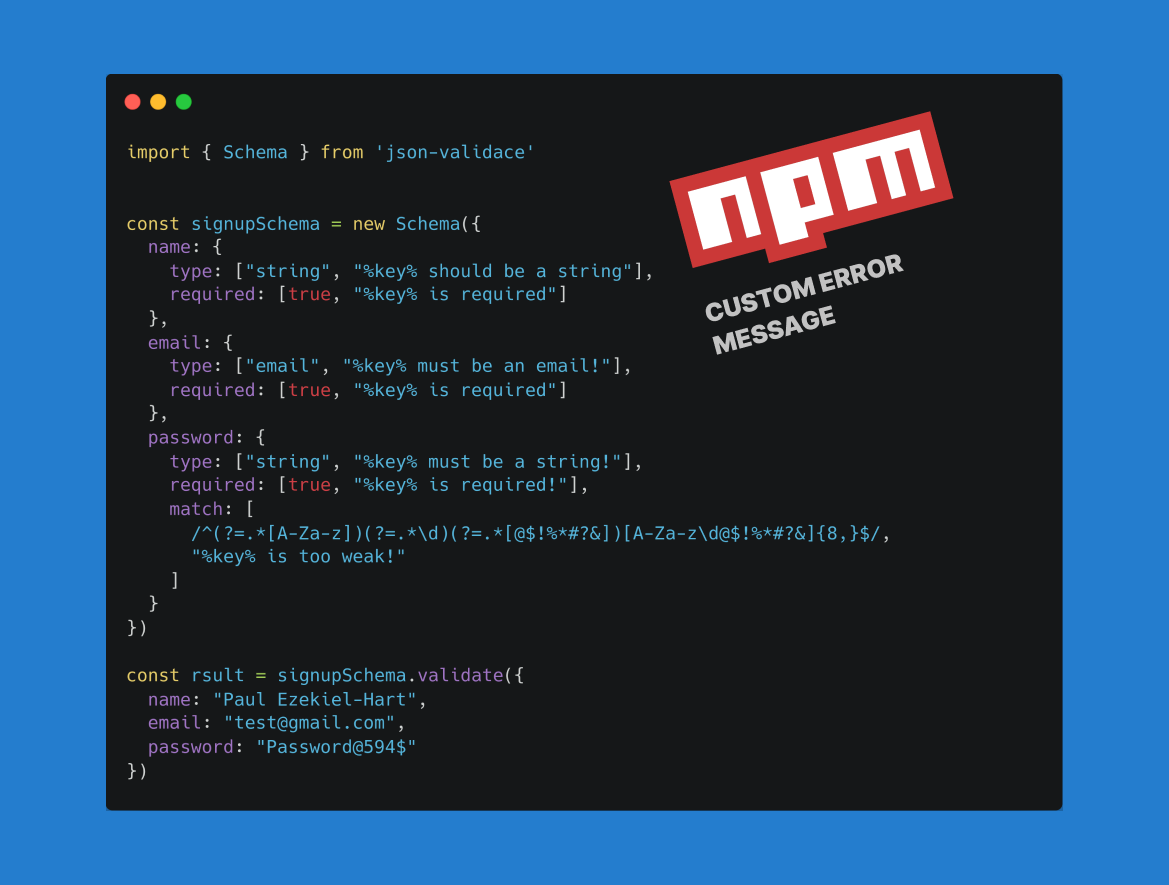 import { Schema } from 'json-validace'
npm
CUSTOM ERROR
MESSAGE
const signupSchema = new Schema({
  name: {
    type: ["string", "%key% should be a string"],
    required: [true, "%key% is required"]
  },
  email: {
    type: ["email", "%key% must be an email!"],
    required: [true, "%key% is required"]
  },
  password: {
    type: ["string", "%key% must be a string!"],
    required: [true, "%key% is required!"],
    match: [
      /^(?=.*[A-Za-z])(?=.*\d)(?=.*[@$!%*#?&])[A-Za-z\d@$!%*#?&]{8,}$/,
      "%key% is too weak!"
    ]
  }
})
const rsult = signupSchema.validate({
  name: "Paul Ezekiel-Hart",
  email: "test@gmail.com",
  password: "Password@594$"
})